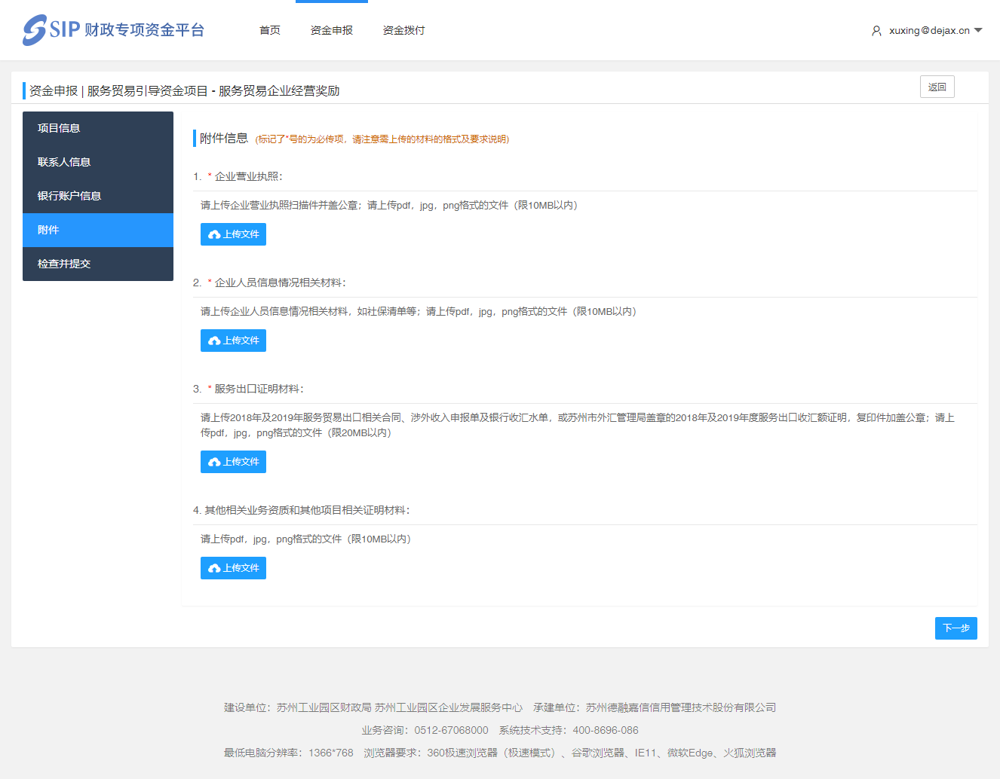 SIP 财政专项资金平台
首页 资金申报 资金拨付
xuxing@dejax.cn
资金申报 | 服务贸易引导资金项目 - 服务贸易企业经营奖励
返回
项目信息
联系人信息
银行账户信息
附件
检查并提交
附件信息 (标记了*号的为必传项，请注意需上传的材料的格式及要求说明)
1. * 企业营业执照：
请上传企业营业执照扫描件并盖公章；请上传pdf，jpg，png格式的文件（限10MB以内）
上传文件
2. * 企业人员信息情况相关材料：
请上传企业人员信息情况相关材料，如社保清单等；请上传pdf，jpg，png格式的文件（限10MB以内）
上传文件
3. * 服务出口证明材料：
请上传2018年及2019年服务贸易出口相关合同、涉外收入申报单及银行收汇水单，或苏州市外汇管理局盖章的2018年及2019年度服务出口收汇额证明，复印件加盖公章；请上
传pdf，jpg，png格式的文件（限20MB以内）
上传文件
4. 其他相关业务资质和其他项目相关证明材料：
请上传pdf，jpg，png格式的文件（限10MB以内）
上传文件
下一步
建设单位：苏州工业园区财政局 苏州工业园区企业发展服务中心 承建单位：苏州德融嘉信信用管理技术股份有限公司
业务咨询：0512-67068000 系统技术支持：400-8696-086
最低电脑分辨率：1366*768 浏览器要求：360极速浏览器（极速模式）、谷歌浏览器、IE11、微软Edge、火狐浏览器